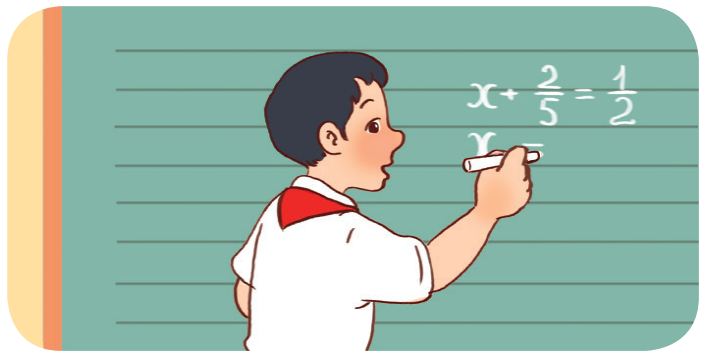 x + 2/5 = 1/2
x =